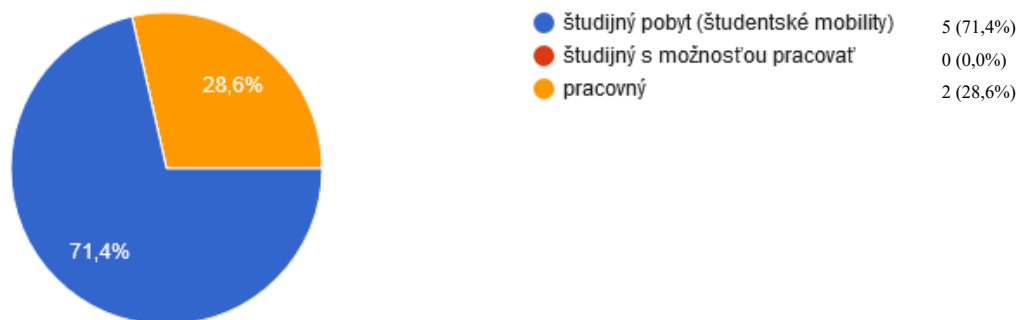 študijný pobyt (študentské mobility) 5 (71,4%)
študijný s možnosťou pracovať 0 (0,0%)
pracovný 2 (28,6%)
28,6%
71,4%